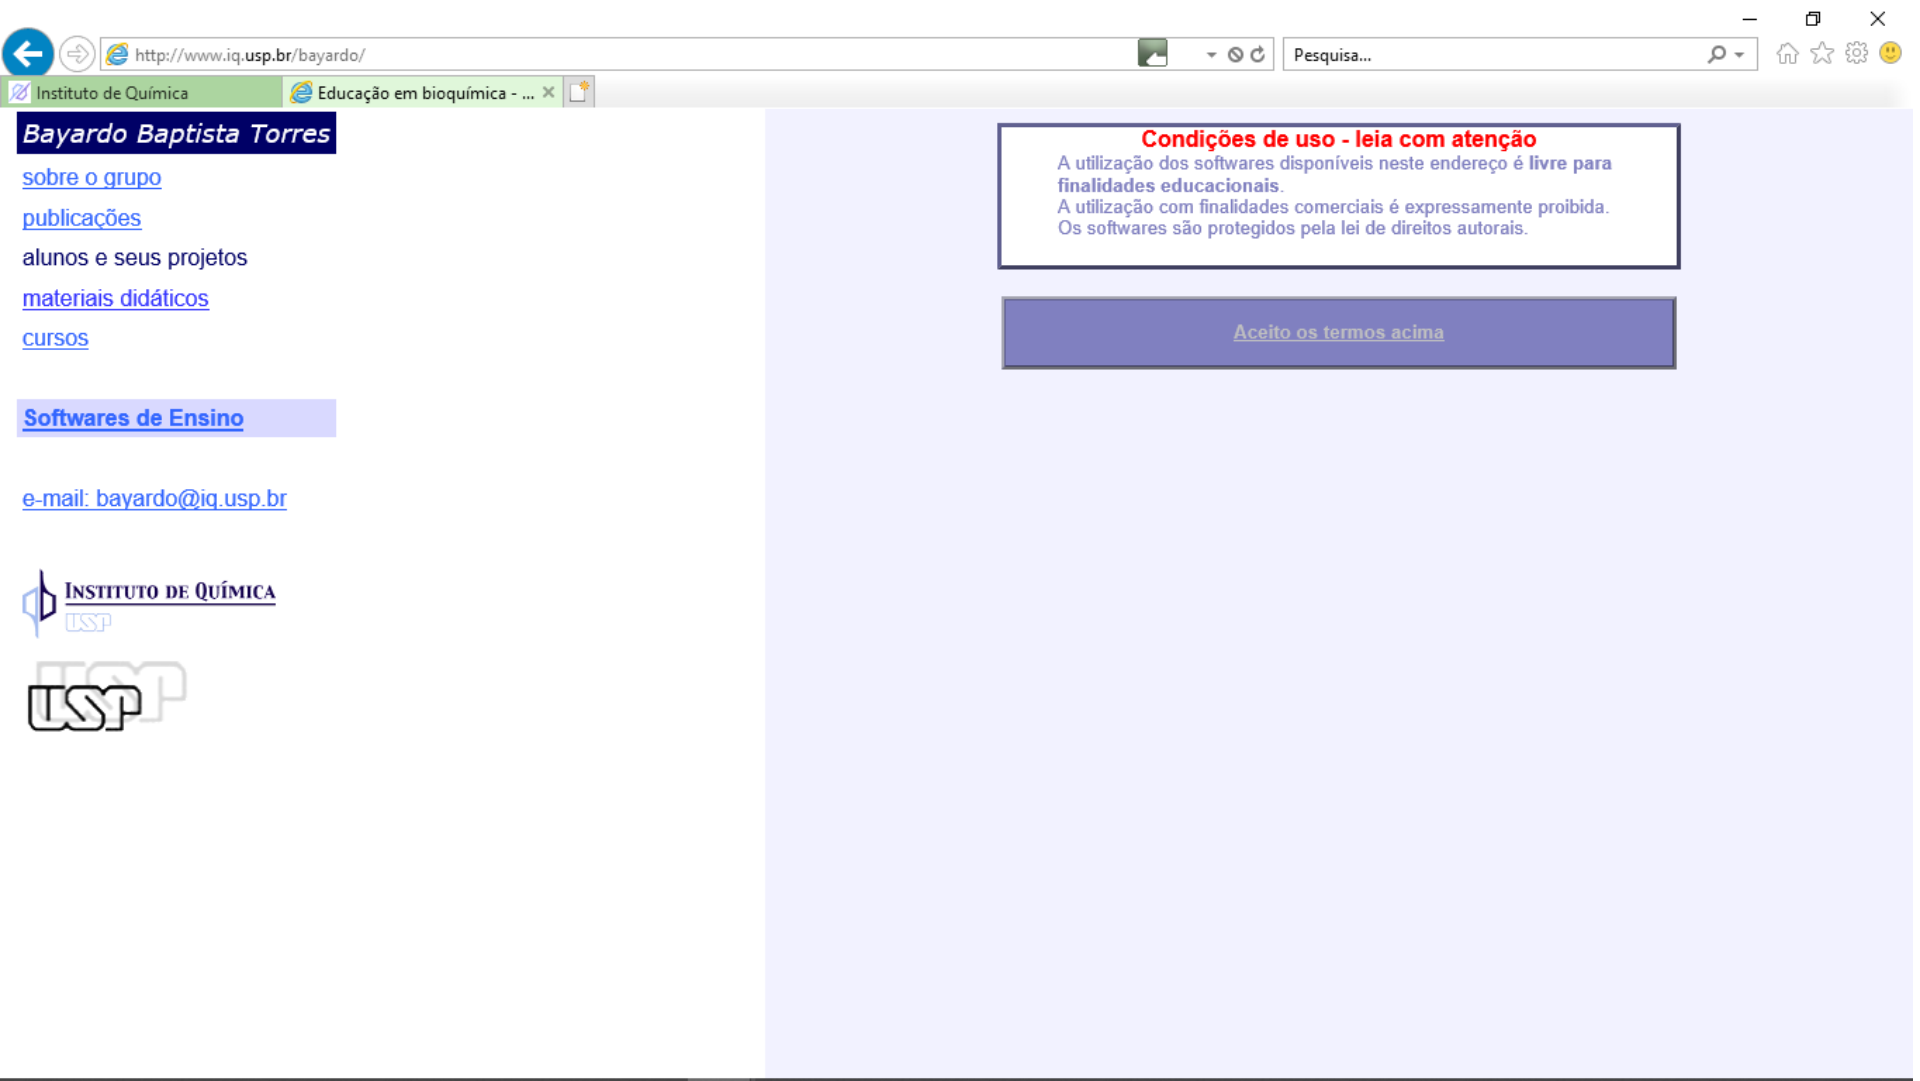 http://www.iq.usp.br/bayardo/
Pesquisa...
Instituto de Química
Educação em bioquímica - ...
Bayardo Baptista Torres
sobre o grupo
publicações
alunos e seus projetos
materiais didáticos
cursos
Softwares de Ensino
e-mail: bayardo@iq.usp.br
INSTITUTO DE QUÍMICA
USP
USP
Condições de uso - leia com atenção
A utilização dos softwares disponíveis neste endereço é livre para
finalidades educacionais.
A utilização com finalidades comerciais é expressamente proibida.
Os softwares são protegidos pela lei de direitos autorais.
Aceito os termos acima